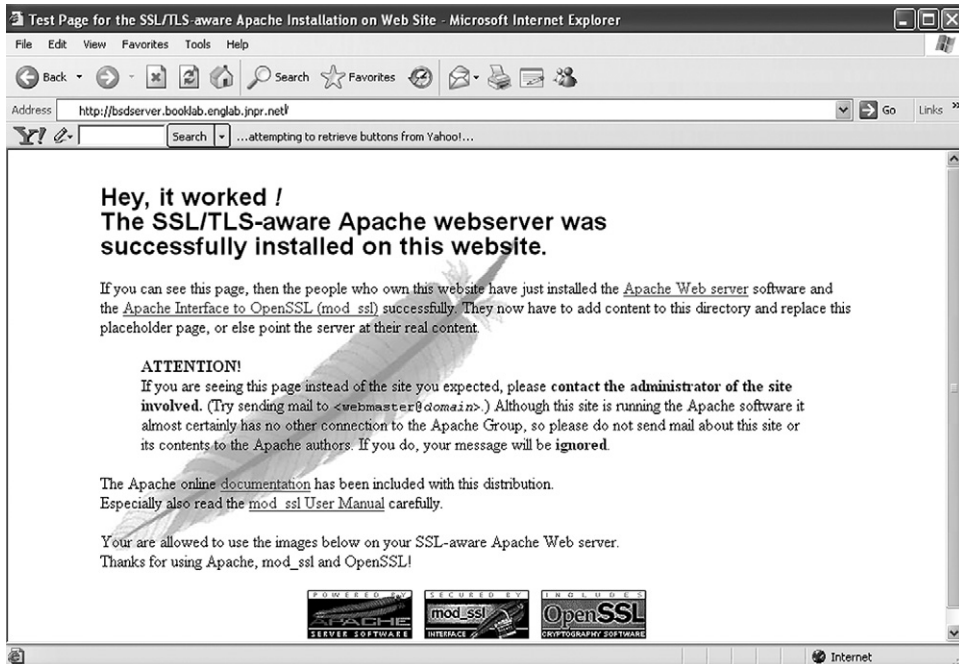 Test Page for the SSL/TLS-aware Apache Installation on Web Site - Microsoft Internet Explorer
File Edit View Favorites Tools Help
Back Search Favorites
Address http://bsdserver.booklab.englab.jnpr.net/ Go Links »
Y! Search ...attempting to retrieve buttons from Yahoo!...
Hey, it worked !
The SSL/TLS-aware Apache webserver was
successfully installed on this website.
If you can see this page, then the people who own this website have just installed the Apache Web server software and
the Apache Interface to OpenSSL (mod_ssl) successfully. They now have to add content to this directory and replace this
placeholder page, or else point the server at their real content.
ATTENTION!
If you are seeing this page instead of the site you expected, please contact the administrator of the site
involved. (Try sending mail to <webmaster@domain>.) Although this site is running the Apache software it
almost certainly has no other connection to the Apache Group, so please do not send mail about this site or
its contents to the Apache authors. If you do, your message will be ignored.
The Apache online documentation has been included with this distribution.
Especially also read the mod_ssl User Manual carefully.
Your are allowed to use the images below on your SSL-aware Apache Web server.
Thanks for using Apache, mod_ssl and OpenSSL!
POWERED BY APACHE SERVER SOFTWARE
SECURED BY mod_ssl INTERFACE
INCLUDES OpenSSL CRYPTOGRAPHY SOFTWARE
Internet